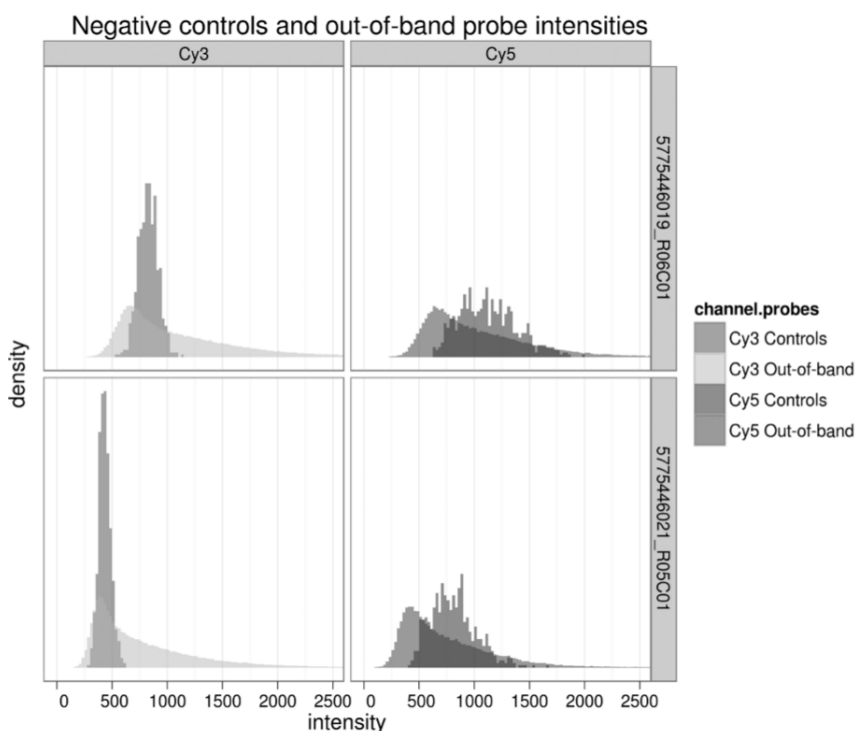 Negative controls and out-of-band probe intensities
Cy3
Cy5
5775446019_R06C01
5775446021_R05C01
density
channel.probes
Cy3 Controls
Cy3 Out-of-band
Cy5 Controls
Cy5 Out-of-band
0 500 1000 1500 2000 2500
0 500 1000 1500 2000 2500
intensity